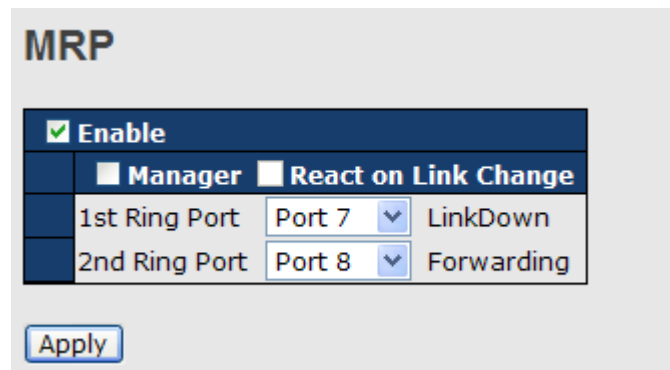 MRP
Enable
Manager React on Link Change
1st Ring Port Port 7 LinkDown
2nd Ring Port Port 8 Forwarding
Apply